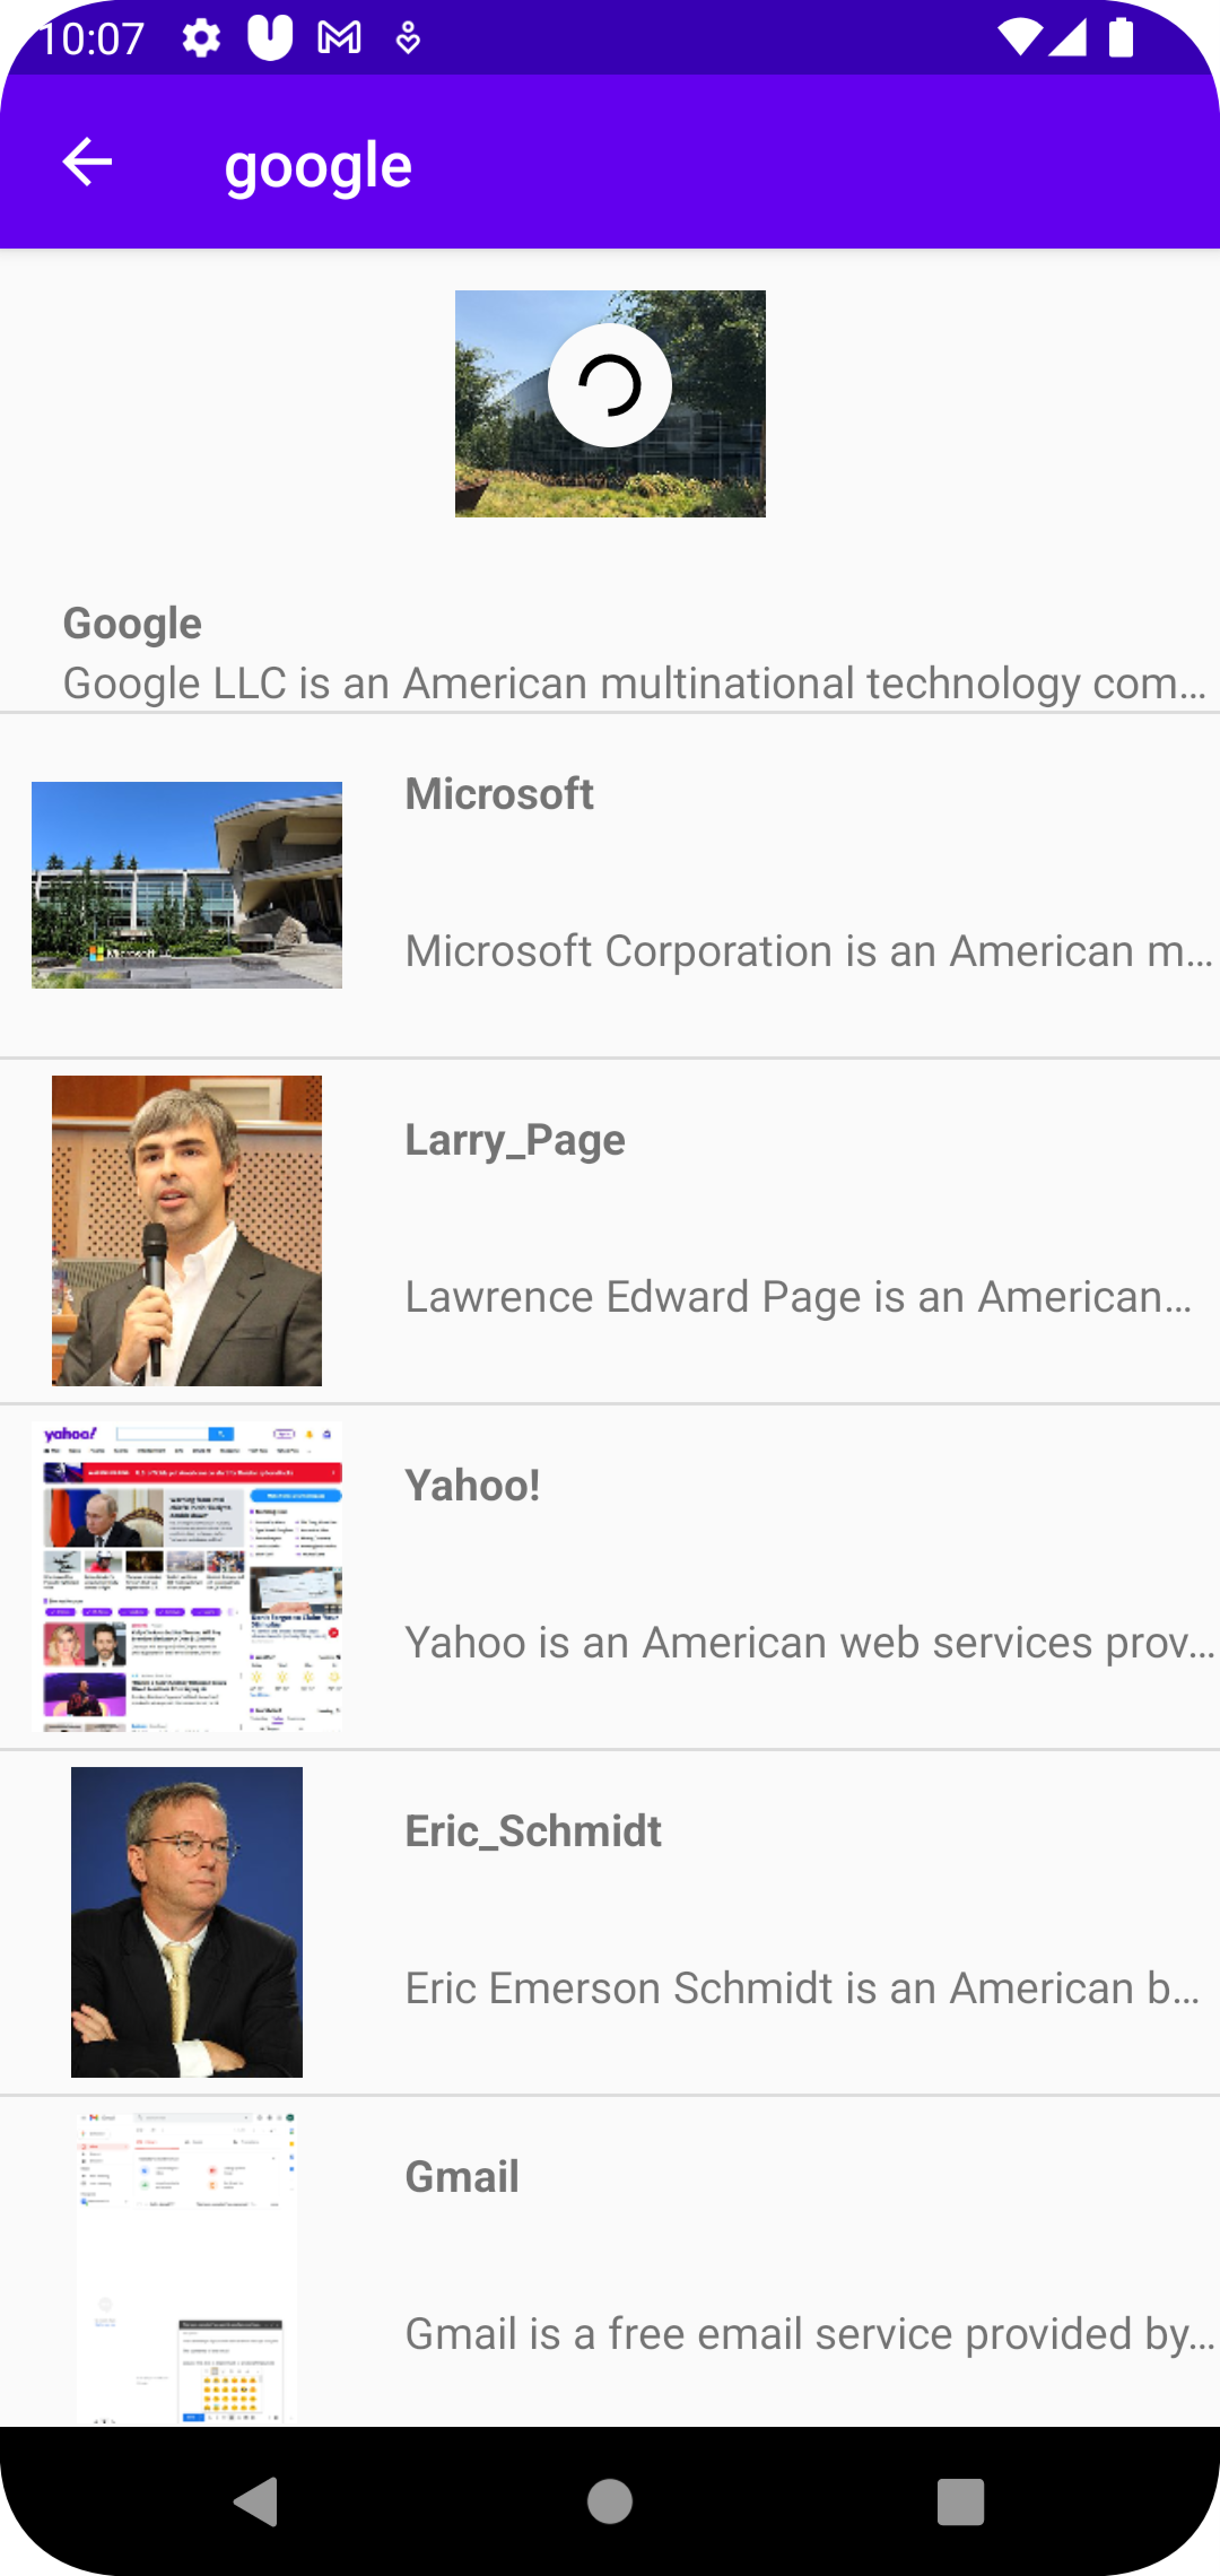 10:07
google
Google
Google LLC is an American multinational technology com...
Microsoft
Microsoft
Microsoft Corporation is an American m...
Larry_Page
Lawrence Edward Page is an American...
yahoo!
Yahoo!
Yahoo is an American web services prov...
Eric_Schmidt
Eric Emerson Schmidt is an American b...
Gmail
Gmail is a free email service provided by...